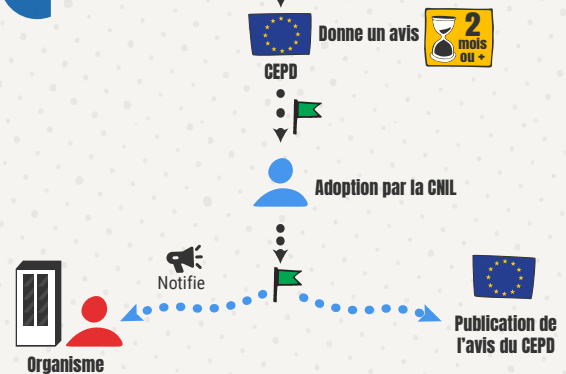 Donne un avis
2
mois
ou +
CEPD
Adoption par la CNIL
Notifie
Organisme
Publication de
l'avis du CEPD